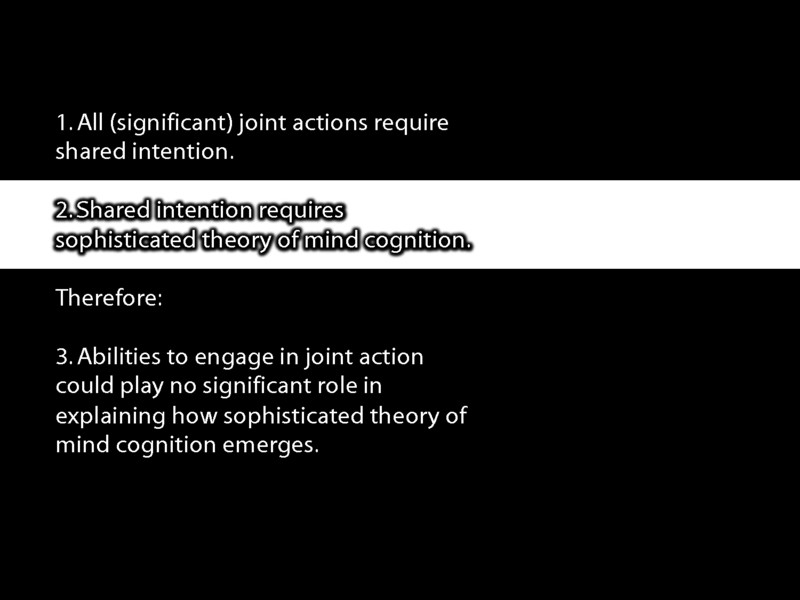 1. All (significant) joint actions require
shared intention.
2. Shared intention requires
sophisticated theory of mind cognition.
Therefore:
3. Abilities to engage in joint action
could play no significant role in
explaining how sophisticated theory of
mind cognition emerges.